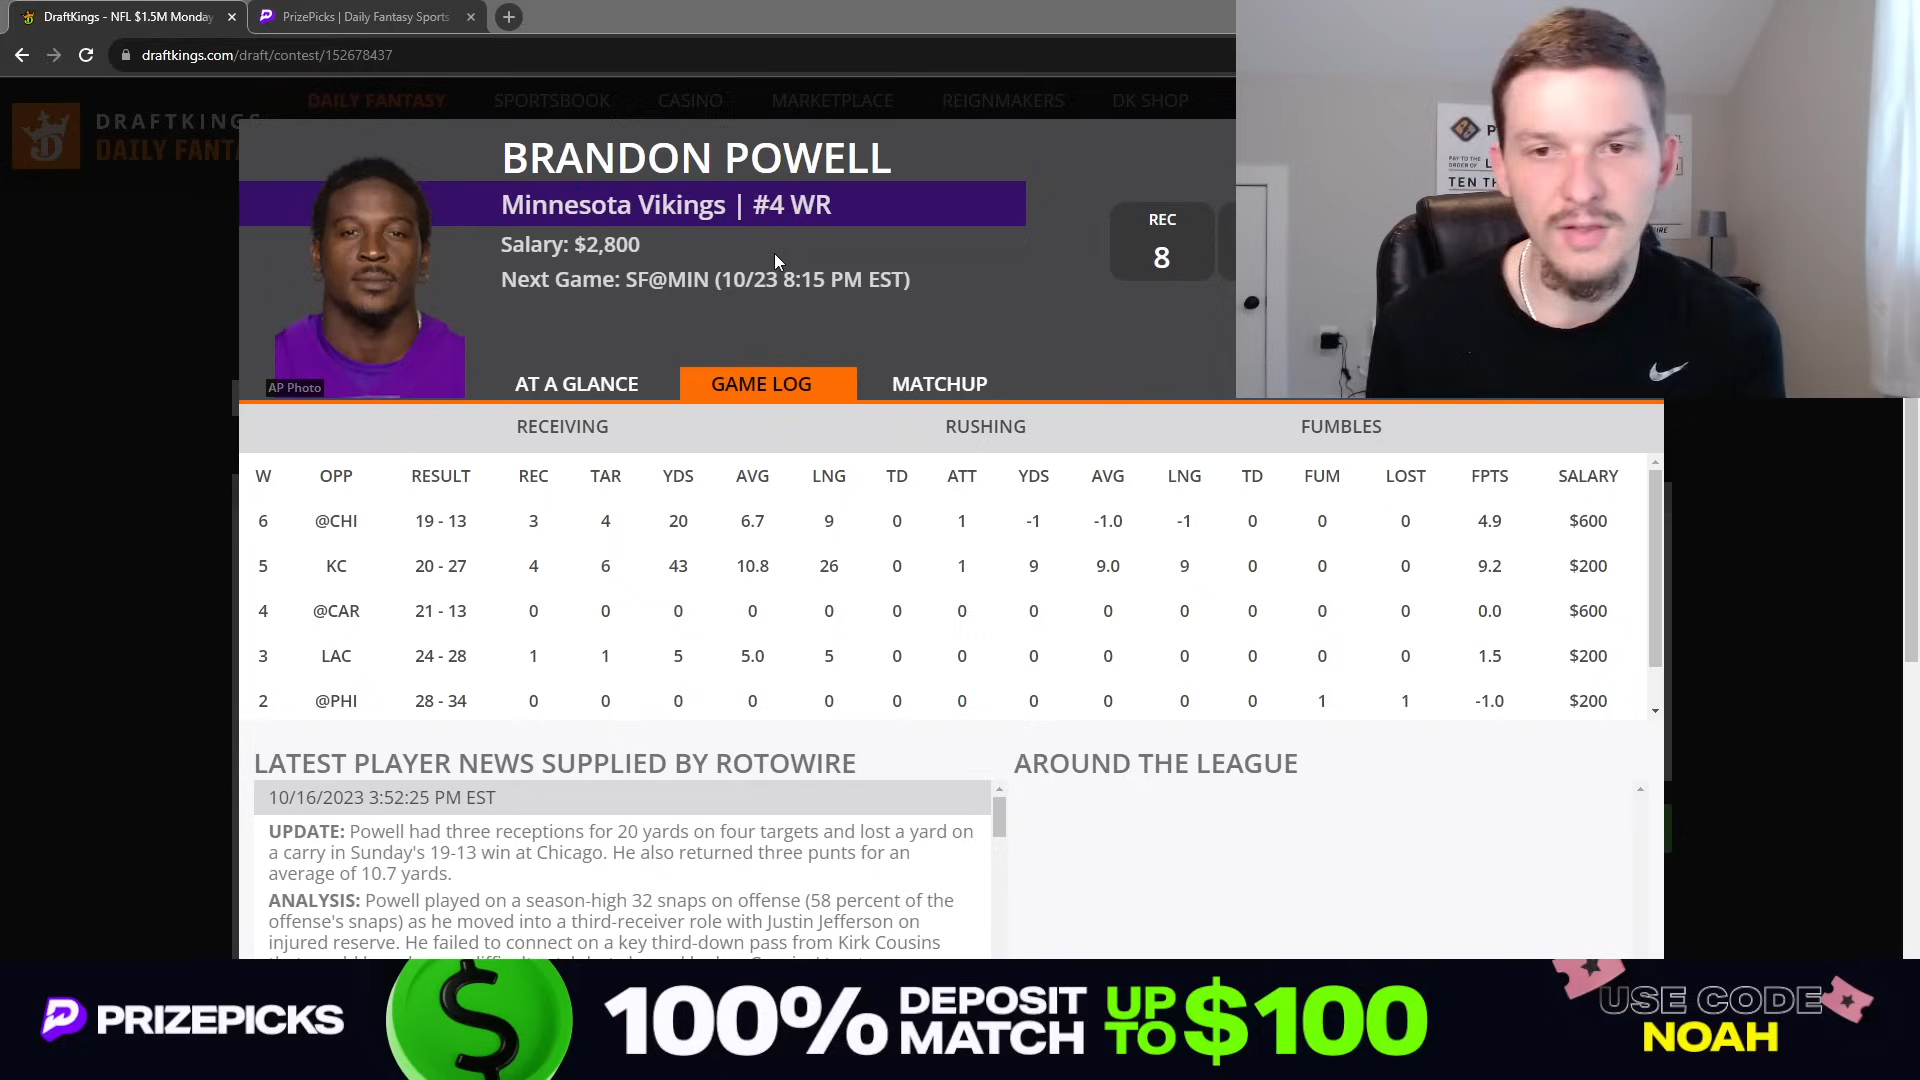 DraftKings - NFL $1.5M Monday
PrizePicks | Daily Fantasy Sports
draftkings.com/draft/contest/152678437
DAILY FANTASY SPORTSBOOK CASINO MARKETPLACE REIGNMAKERS DK SHOP
DRAFTKINGS
DAILY FANTA
BRANDON POWELL
Minnesota Vikings | #4 WR
Salary: $2,800
Next Game: SF@MIN (10/23 8:15 PM EST)
REC
8
AP Photo
AT A GLANCE GAME LOG MATCHUP
RECEIVING RUSHING FUMBLES
W OPP RESULT REC TAR YDS AVG LNG TD ATT YDS AVG LNG TD FUM LOST FPTS SALARY
6 @CHI 19 - 13 3 4 20 6.7 9 0 1 -1 -1.0 -1 0 0 0 4.9 $600
5 KC 20 - 27 4 6 43 10.8 26 0 1 9 9.0 9 0 0 0 9.2 $200
4 @CAR 21 - 13 0 0 0 0 0 0 0 0 0 0 0 0 0 0.0 $600
3 LAC 24 - 28 1 1 5 5.0 5 0 0 0 0 0 0 0 0 1.5 $200
2 @PHI 28 - 34 0 0 0 0 0 0 0 0 0 0 0 1 1 -1.0 $200
LATEST PLAYER NEWS SUPPLIED BY ROTOWIRE
10/16/2023 3:52:25 PM EST
UPDATE: Powell had three receptions for 20 yards on four targets and lost a yard on
a carry in Sunday's 19-13 win at Chicago. He also returned three punts for an
average of 10.7 yards.
ANALYSIS: Powell played on a season-high 32 snaps on offense (58 percent of the
offense's snaps) as he moved into a third-receiver role with Justin Jefferson on
injured reserve. He failed to connect on a key third-down pass from Kirk Cousins
AROUND THE LEAGUE
PAY TO THE
ORDER OF
TEN TH
PRIZEPICKS
100% DEPOSIT MATCH UP TO $100
USE CODE
NOAH